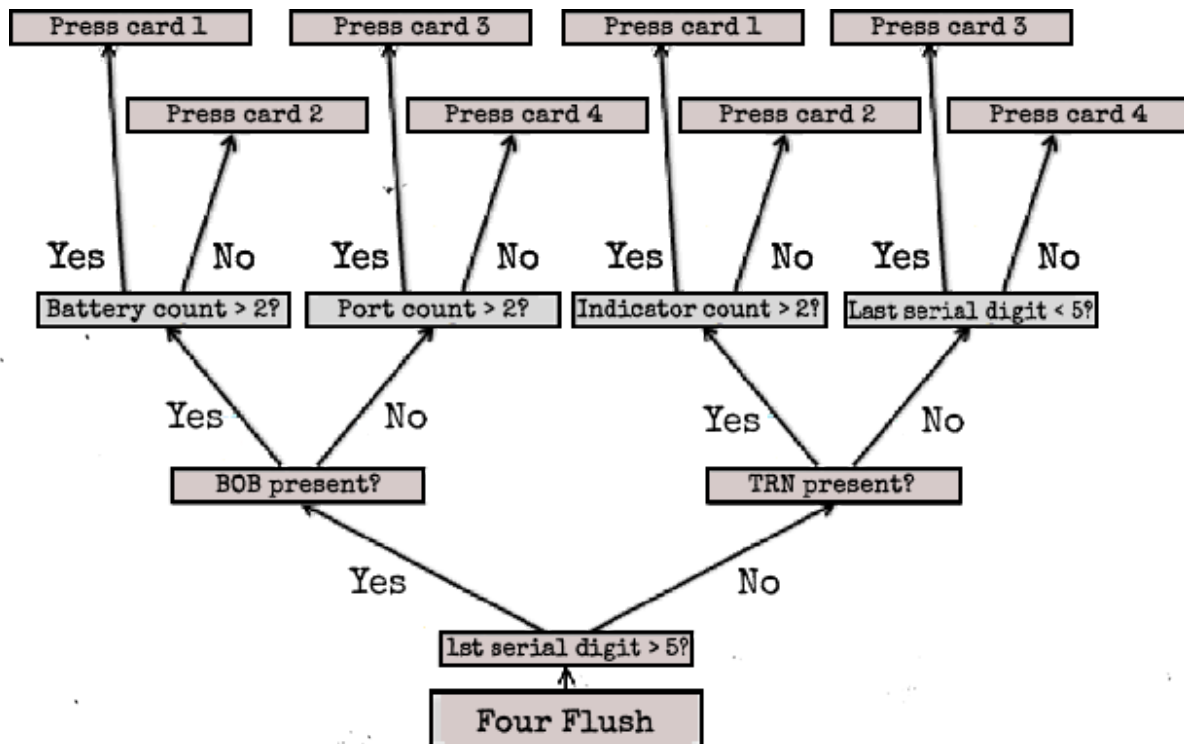 Press card 1
Press card 3
Press card 1
Press card 3
Press card 2
Press card 4
Press card 2
Press card 4
Yes
No
Yes
No
Yes
No
Yes
No
Battery count > 2?
Port count > 2?
Indicator count > 2?
Last serial digit < 5?
Yes
No
Yes
No
BOB present?
TRN present?
Yes
No
1st serial digit > 5?
Four Flush